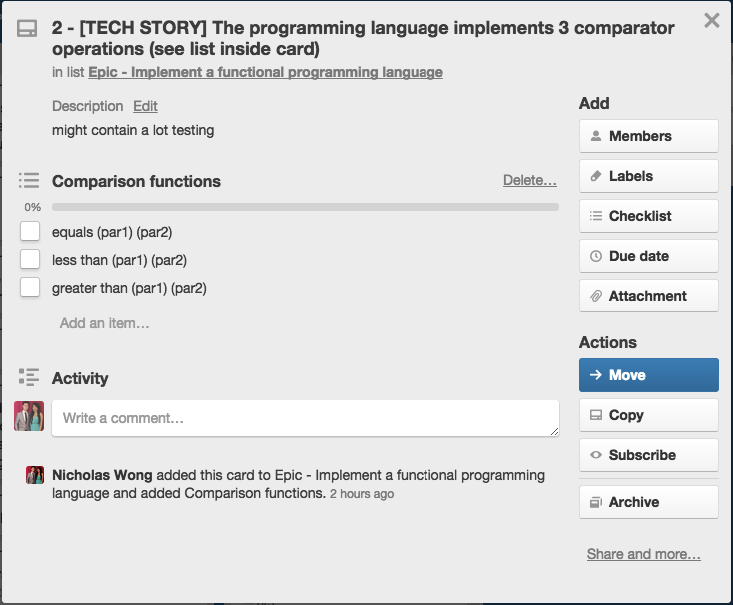 2 - [TECH STORY] The programming language implements 3 comparator
operations (see list inside card)
in list Epic - Implement a functional programming language
Description Edit
might contain a lot testing
Comparison functions Delete…
0%
equals (par1) (par2)
less than (par1) (par2)
greater than (par1) (par2)
Add an item…
Activity
Write a comment…
Nicholas Wong added this card to Epic - Implement a functional programming
language and added Comparison functions. 2 hours ago
Add
Members
Labels
Checklist
Due date
Attachment
Actions
Move
Copy
Subscribe
Archive
Share and more…